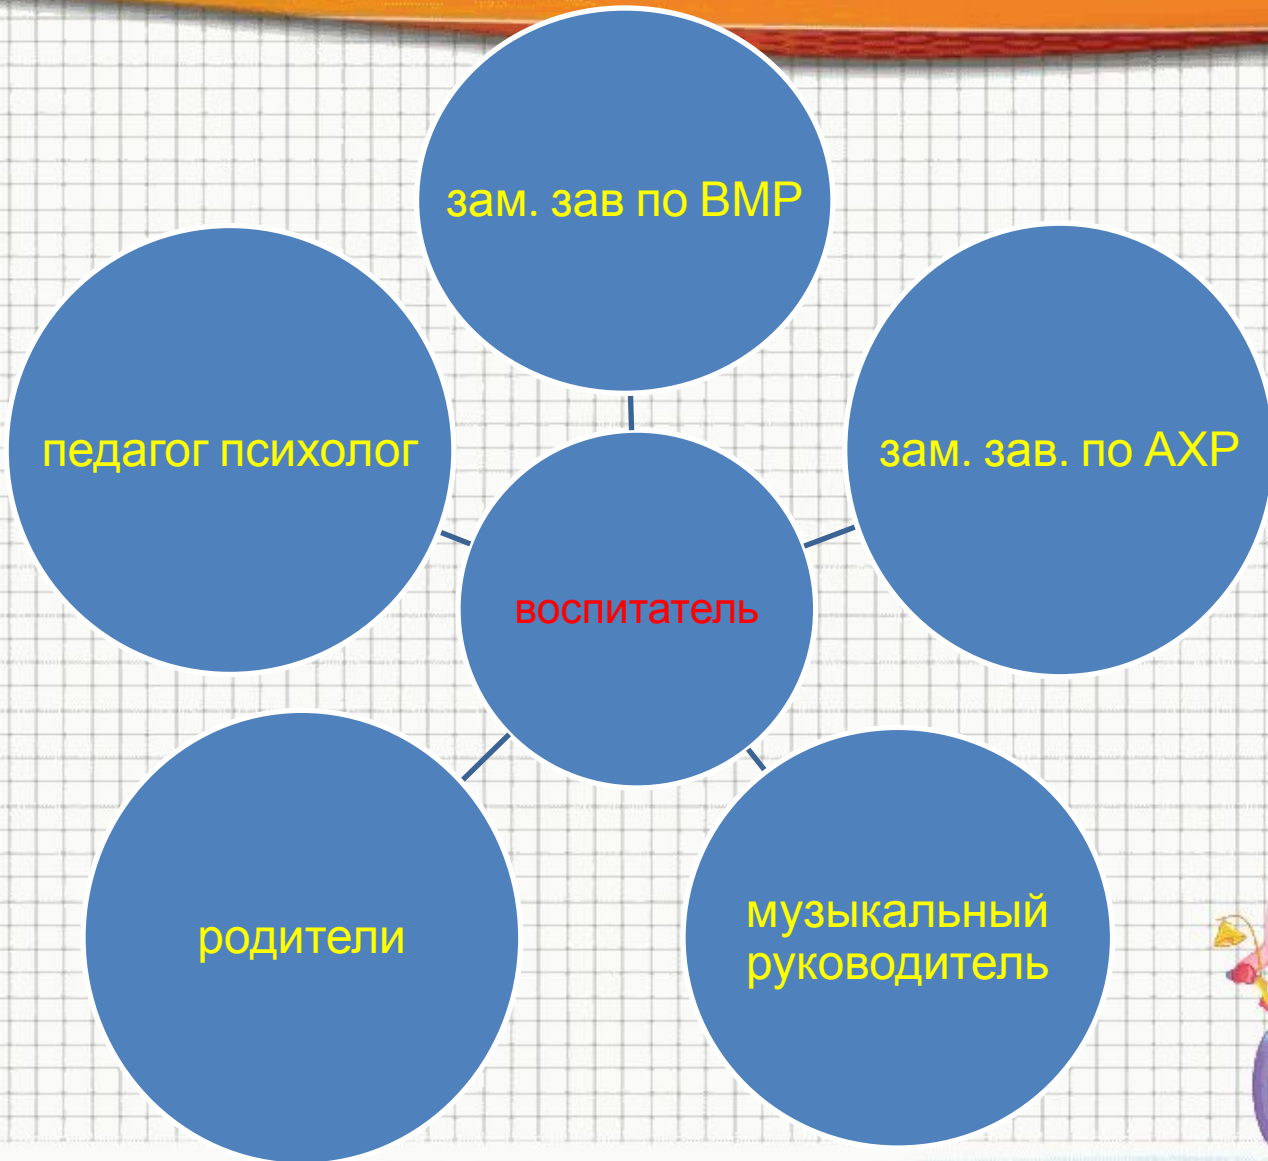 зам. зав по ВМР
педагог психолог
зам. зав. по АХР
воспитатель
родители
музыкальный
руководитель